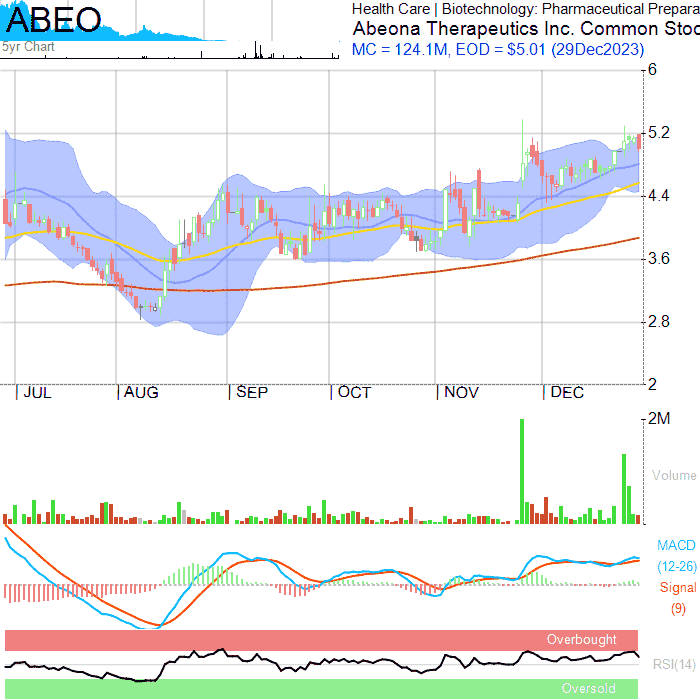 ABEO
5yr Chart
Health Care | Biotechnology: Pharmaceutical Prepara
Abeona Therapeutics Inc. Common Stoc
MC = 124.1M, EOD = $5.01 (29Dec2023)
6
5.2
4.4
3.6
2.8
2
JUL AUG SEP OCT NOV DEC
2M
Volume
MACD
(12-26)
Signal
(9)
Overbought
RSI(14)
Oversold